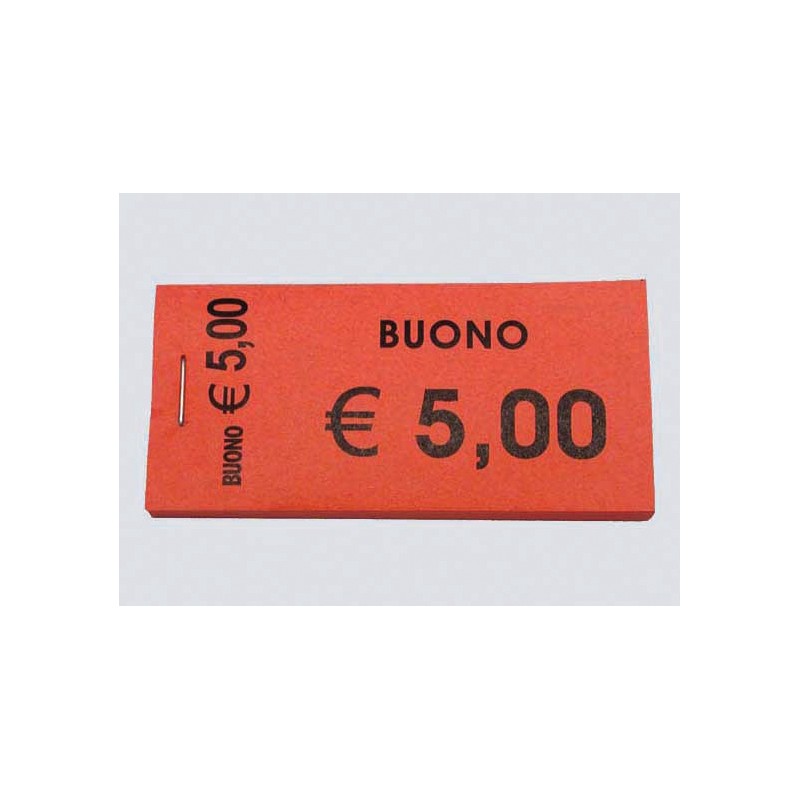 BUONO € 5,00
BUONO
€ 5,00